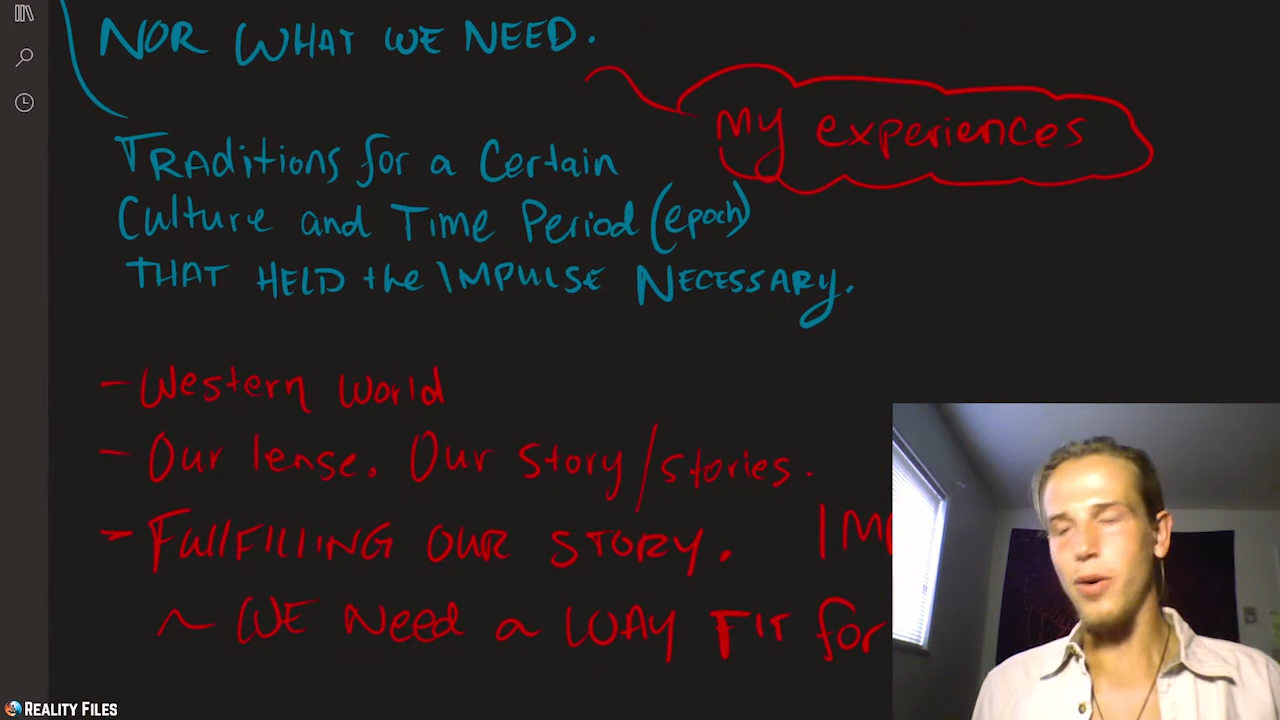 NOR WHAT WE NEED.
My experiences
TRAditions for a Certain
Culture and Time Period (epoch)
THAT HELD the IMPULSE NECESSARY.
- Western World
- Our lense. Our story/stories.
- FulFILLING OUR STORY.
~ WE Need a WAY FIT for
REALITY FILES